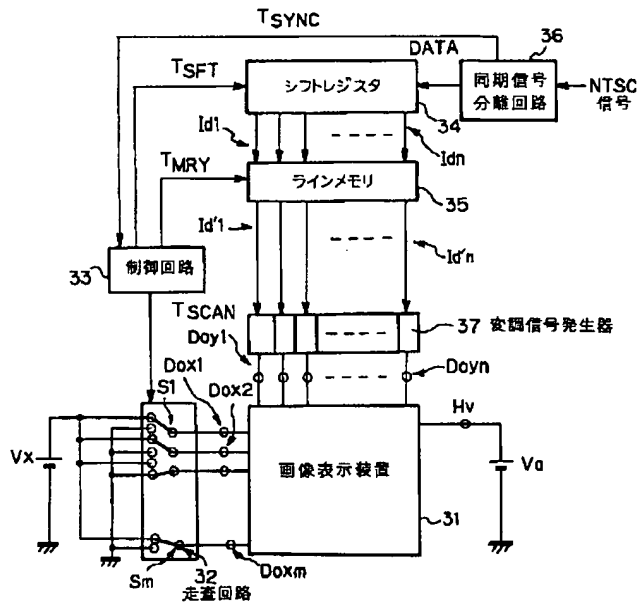 TSYNC
DATA
36
TSFT
シフトレジスタ
同期信号
分離回路
NTSC
信号
34
Id1
Idn
TMRY
ラインメモリ
35
Id'1
Id'n
33
制御回路
TSCAN
37 変調信号発生器
Doy1
Doyn
Dox1
S1
Dox2
Hv
Vx
画像表示装置
Va
31
Sm
32
走査回路
Doxm